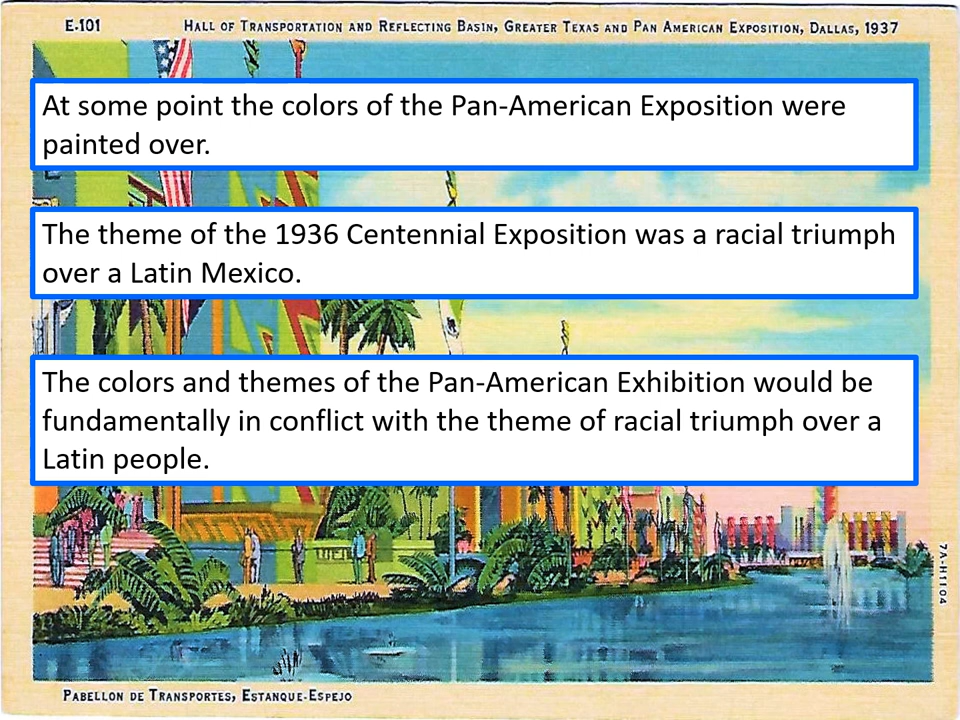 E-101 HALL OF TRANSPORTATION AND REFLECTING BASIN, GREATER TEXAS AND PAN AMERICAN EXPOSITION, DALLAS, 1937
At some point the colors of the Pan-American Exposition were
painted over.
The theme of the 1936 Centennial Exposition was a racial triumph
over a Latin Mexico.
The colors and themes of the Pan-American Exhibition would be
fundamentally in conflict with the theme of racial triumph over a
Latin people.
7A-H1104
PABELLON DE TRANSPORTES, ESTANQUE-ESPEJO